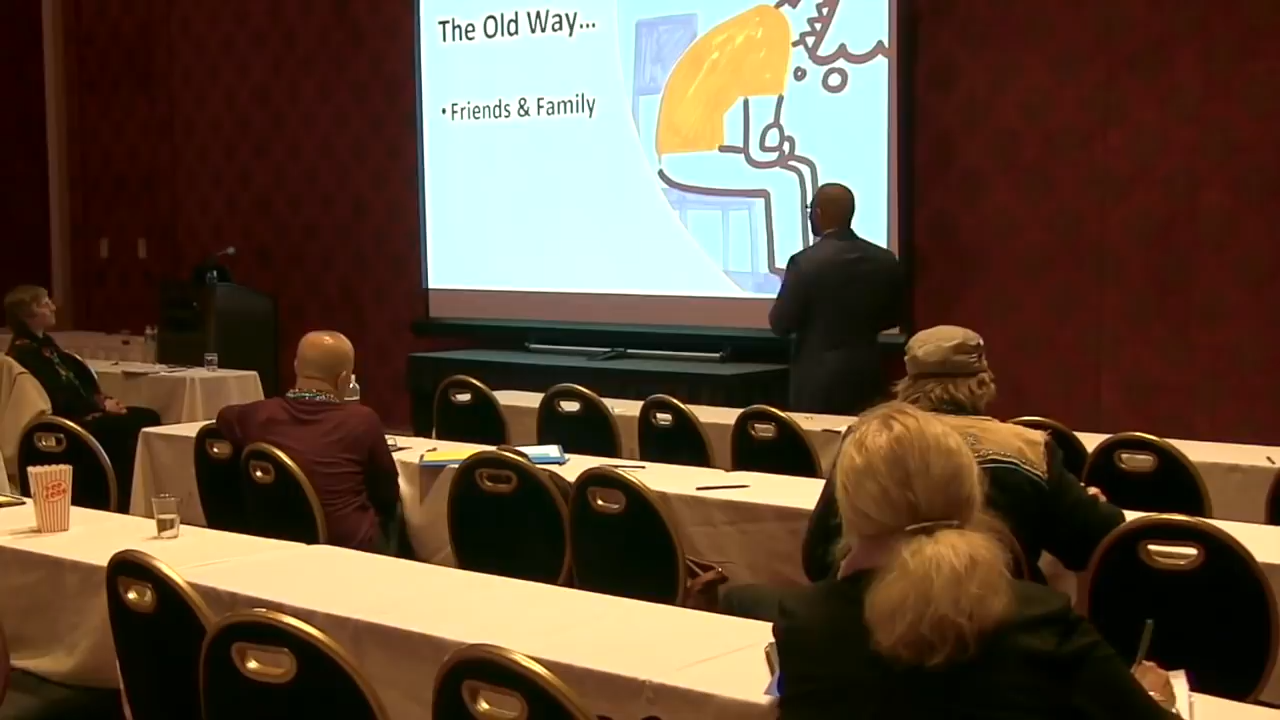 The Old Way...
• Friends & Family